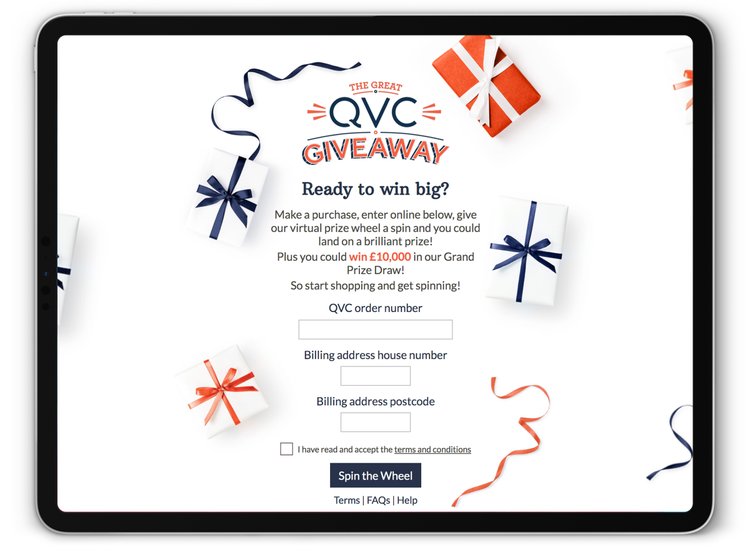 THE GREAT
QVC
GIVEAWAY
Ready to win big?
Make a purchase, enter online below, give
our virtual prize wheel a spin and you could
land on a brilliant prize!
Plus you could win £10,000 in our Grand
Prize Draw!
So start shopping and get spinning!
QVC order number
Billing address house number
Billing address postcode
I have read and accept the terms and conditions
Spin the Wheel
Terms | FAQs | Help